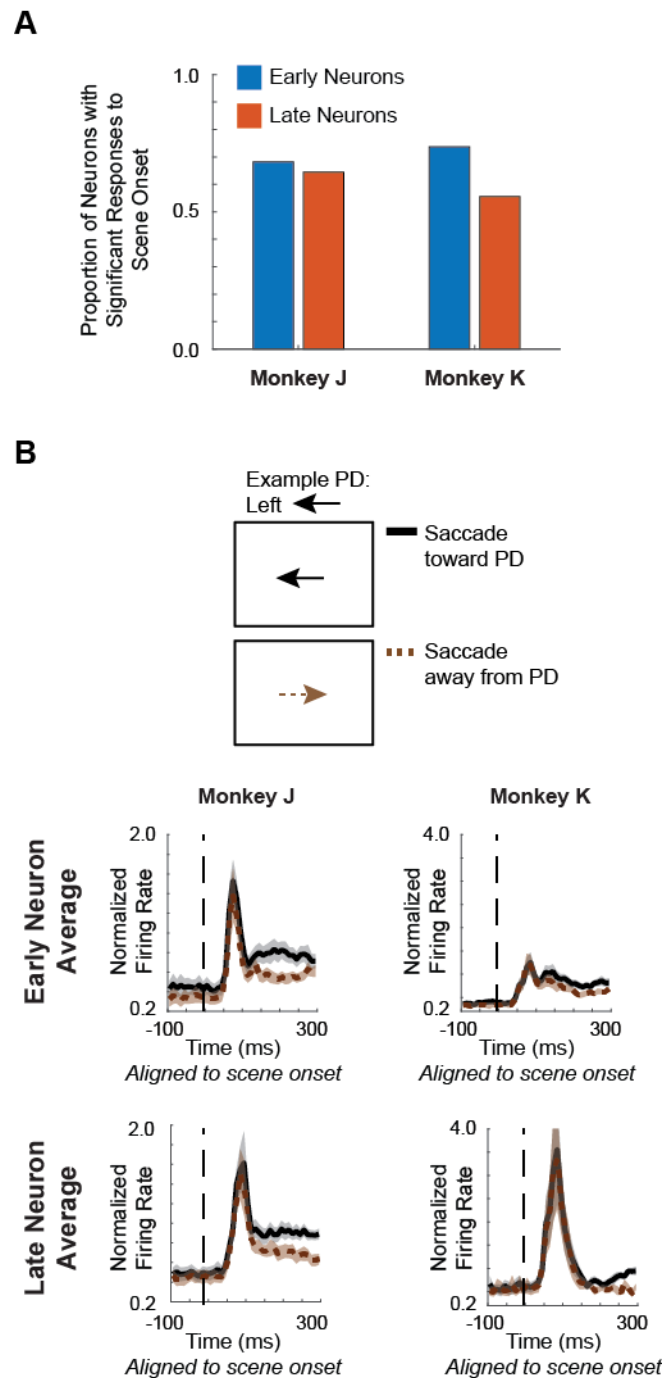 A
Proportion of Neurons with
Significant Responses to
Scene Onset
1.0
0.5
0.0
Early Neurons
Late Neurons
Monkey J
Monkey K
B
Example PD:
Left
Saccade
toward PD
Saccade
away from PD
Monkey J
Monkey K
Early Neuron
Average
Normalized
Firing Rate
2.0
0.2
-100
300
Time (ms)
Aligned to scene onset
Normalized
Firing Rate
4.0
0.2
-100
300
Time (ms)
Aligned to scene onset
Late Neuron
Average
Normalized
Firing Rate
2.0
0.2
-100
300
Time (ms)
Aligned to scene onset
Normalized
Firing Rate
4.0
0.2
-100
300
Time (ms)
Aligned to scene onset